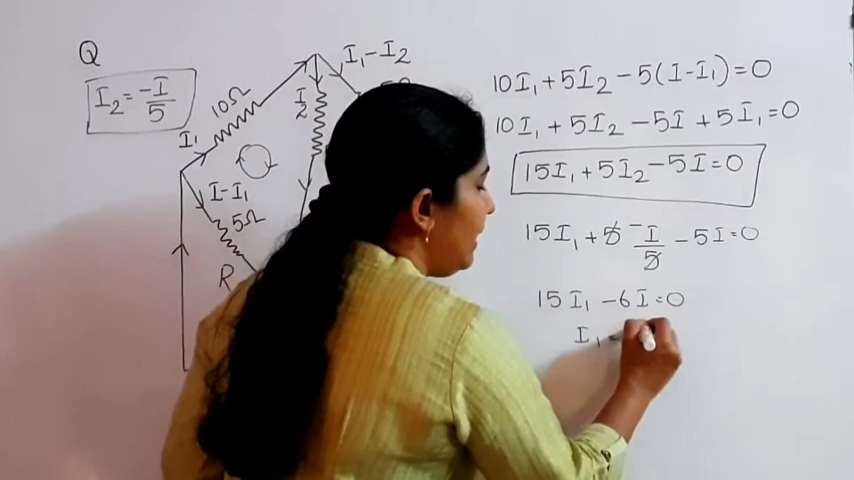 Q
I₂ = -I/5
10Ω
I₁
I₂
I₁-I₂
I-I₁
5Ω
R
10I₁+5I₂-5(I-I₁)=0
10I₁+5I₂-5I+5I₁=0
15I₁+5I₂-5I=0
15I₁+5 -I/5 -5I=0
15I₁-6I=0
I₁